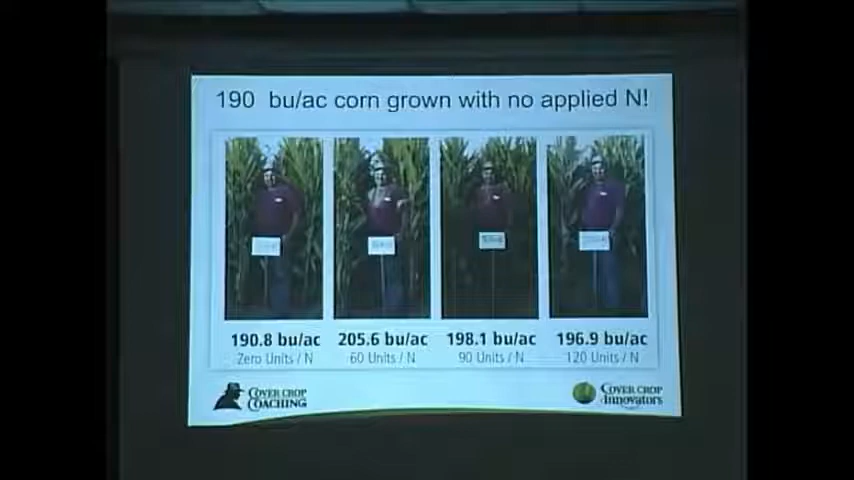 190 bu/ac corn grown with no applied N!
190.8 bu/ac 205.6 bu/ac 198.1 bu/ac 196.9 bu/ac
Zero Units / N 60 Units / N 90 Units / N 120 Units / N
COVER CROP COVER CROP
COACHING Innovators